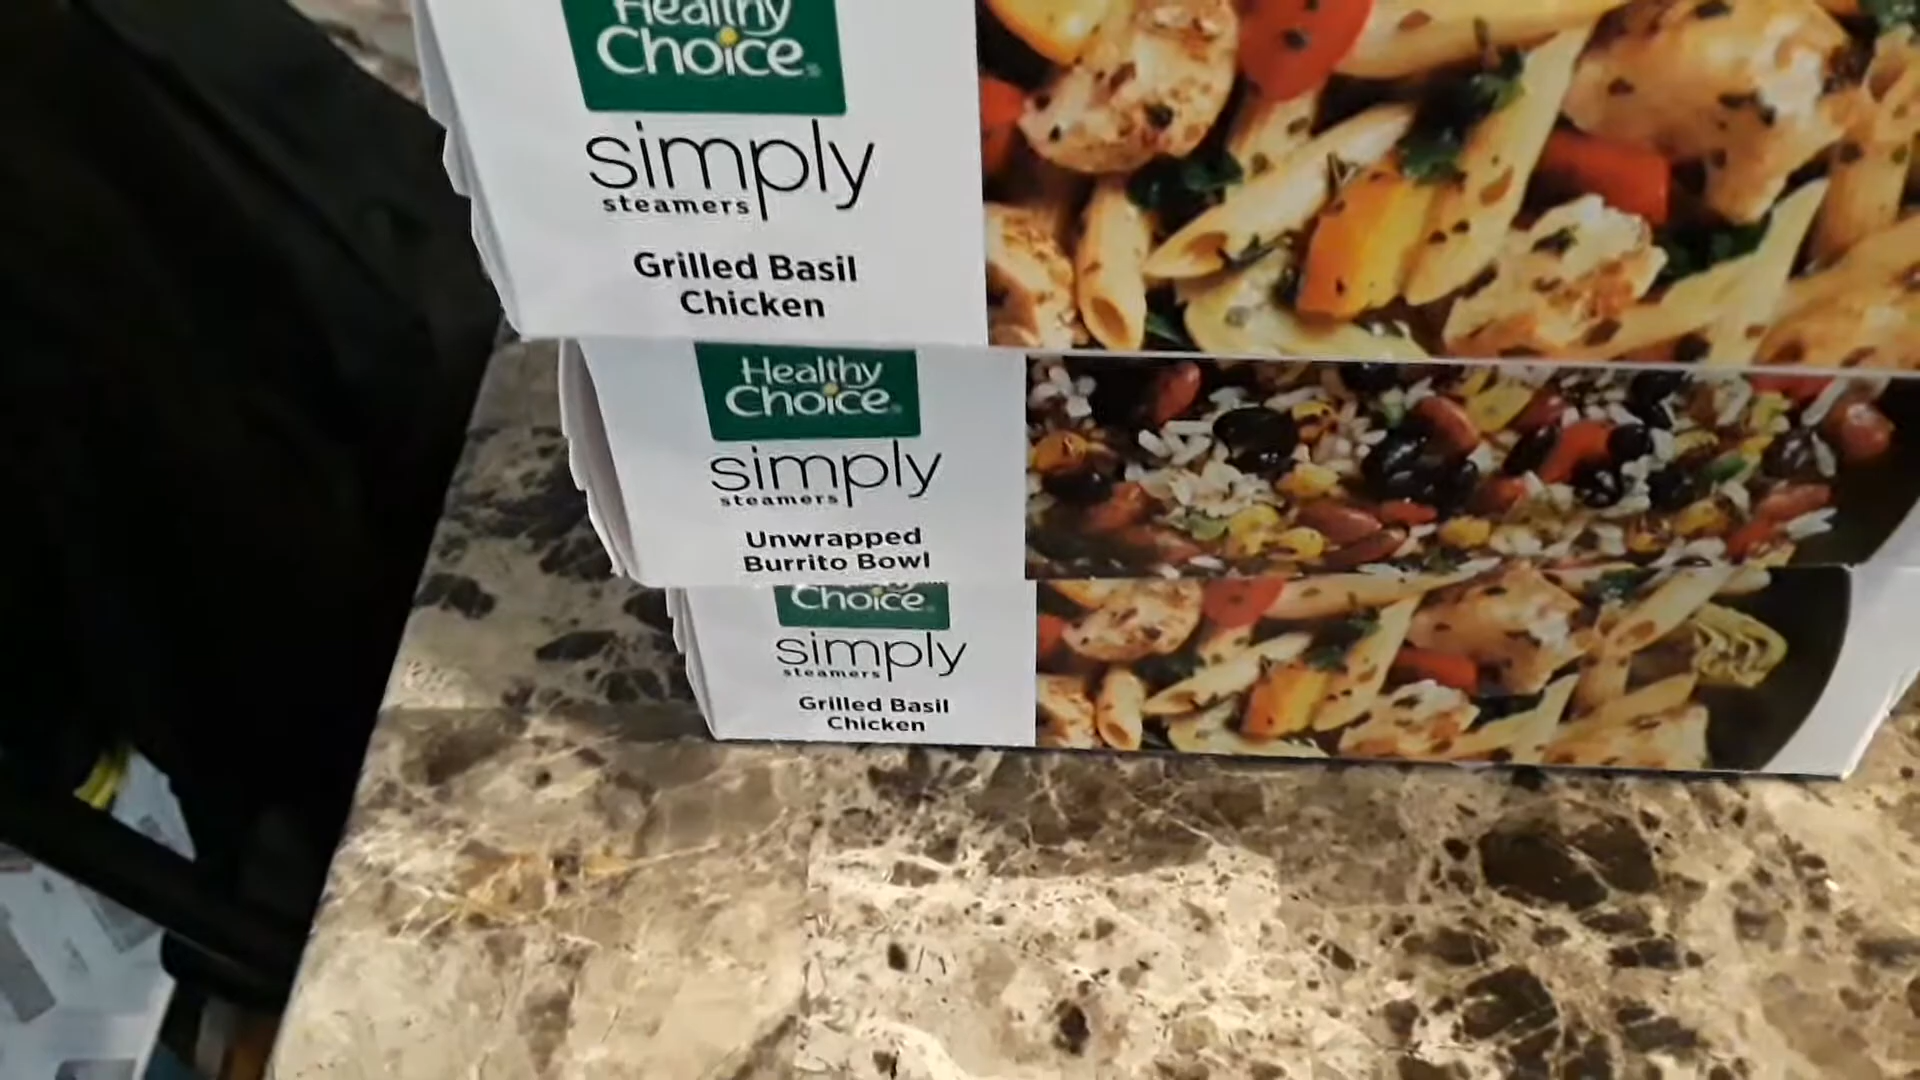 Healthy
Choice
simply
steamers
Grilled Basil
Chicken
Healthy
Choice
simply
steamers
Unwrapped
Burrito Bowl
Choice
simply
steamers
Grilled Basil
Chicken